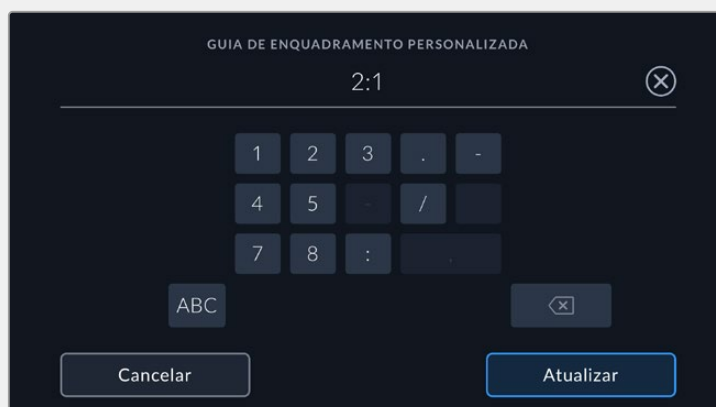 GUIA DE ENQUADRAMENTO PERSONALIZADA
2:1
1 2 3 . -
4 5 - /
7 8 : ,
ABC
Cancelar Atualizar